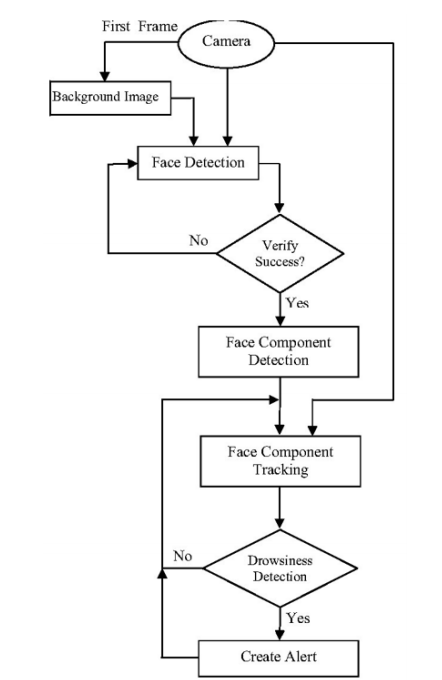 First Frame
Camera
Background Image
Face Detection
No
Verify
Success?
Yes
Face Component
Detection
Face Component
Tracking
No
Drowsiness
Detection
Yes
Create Alert